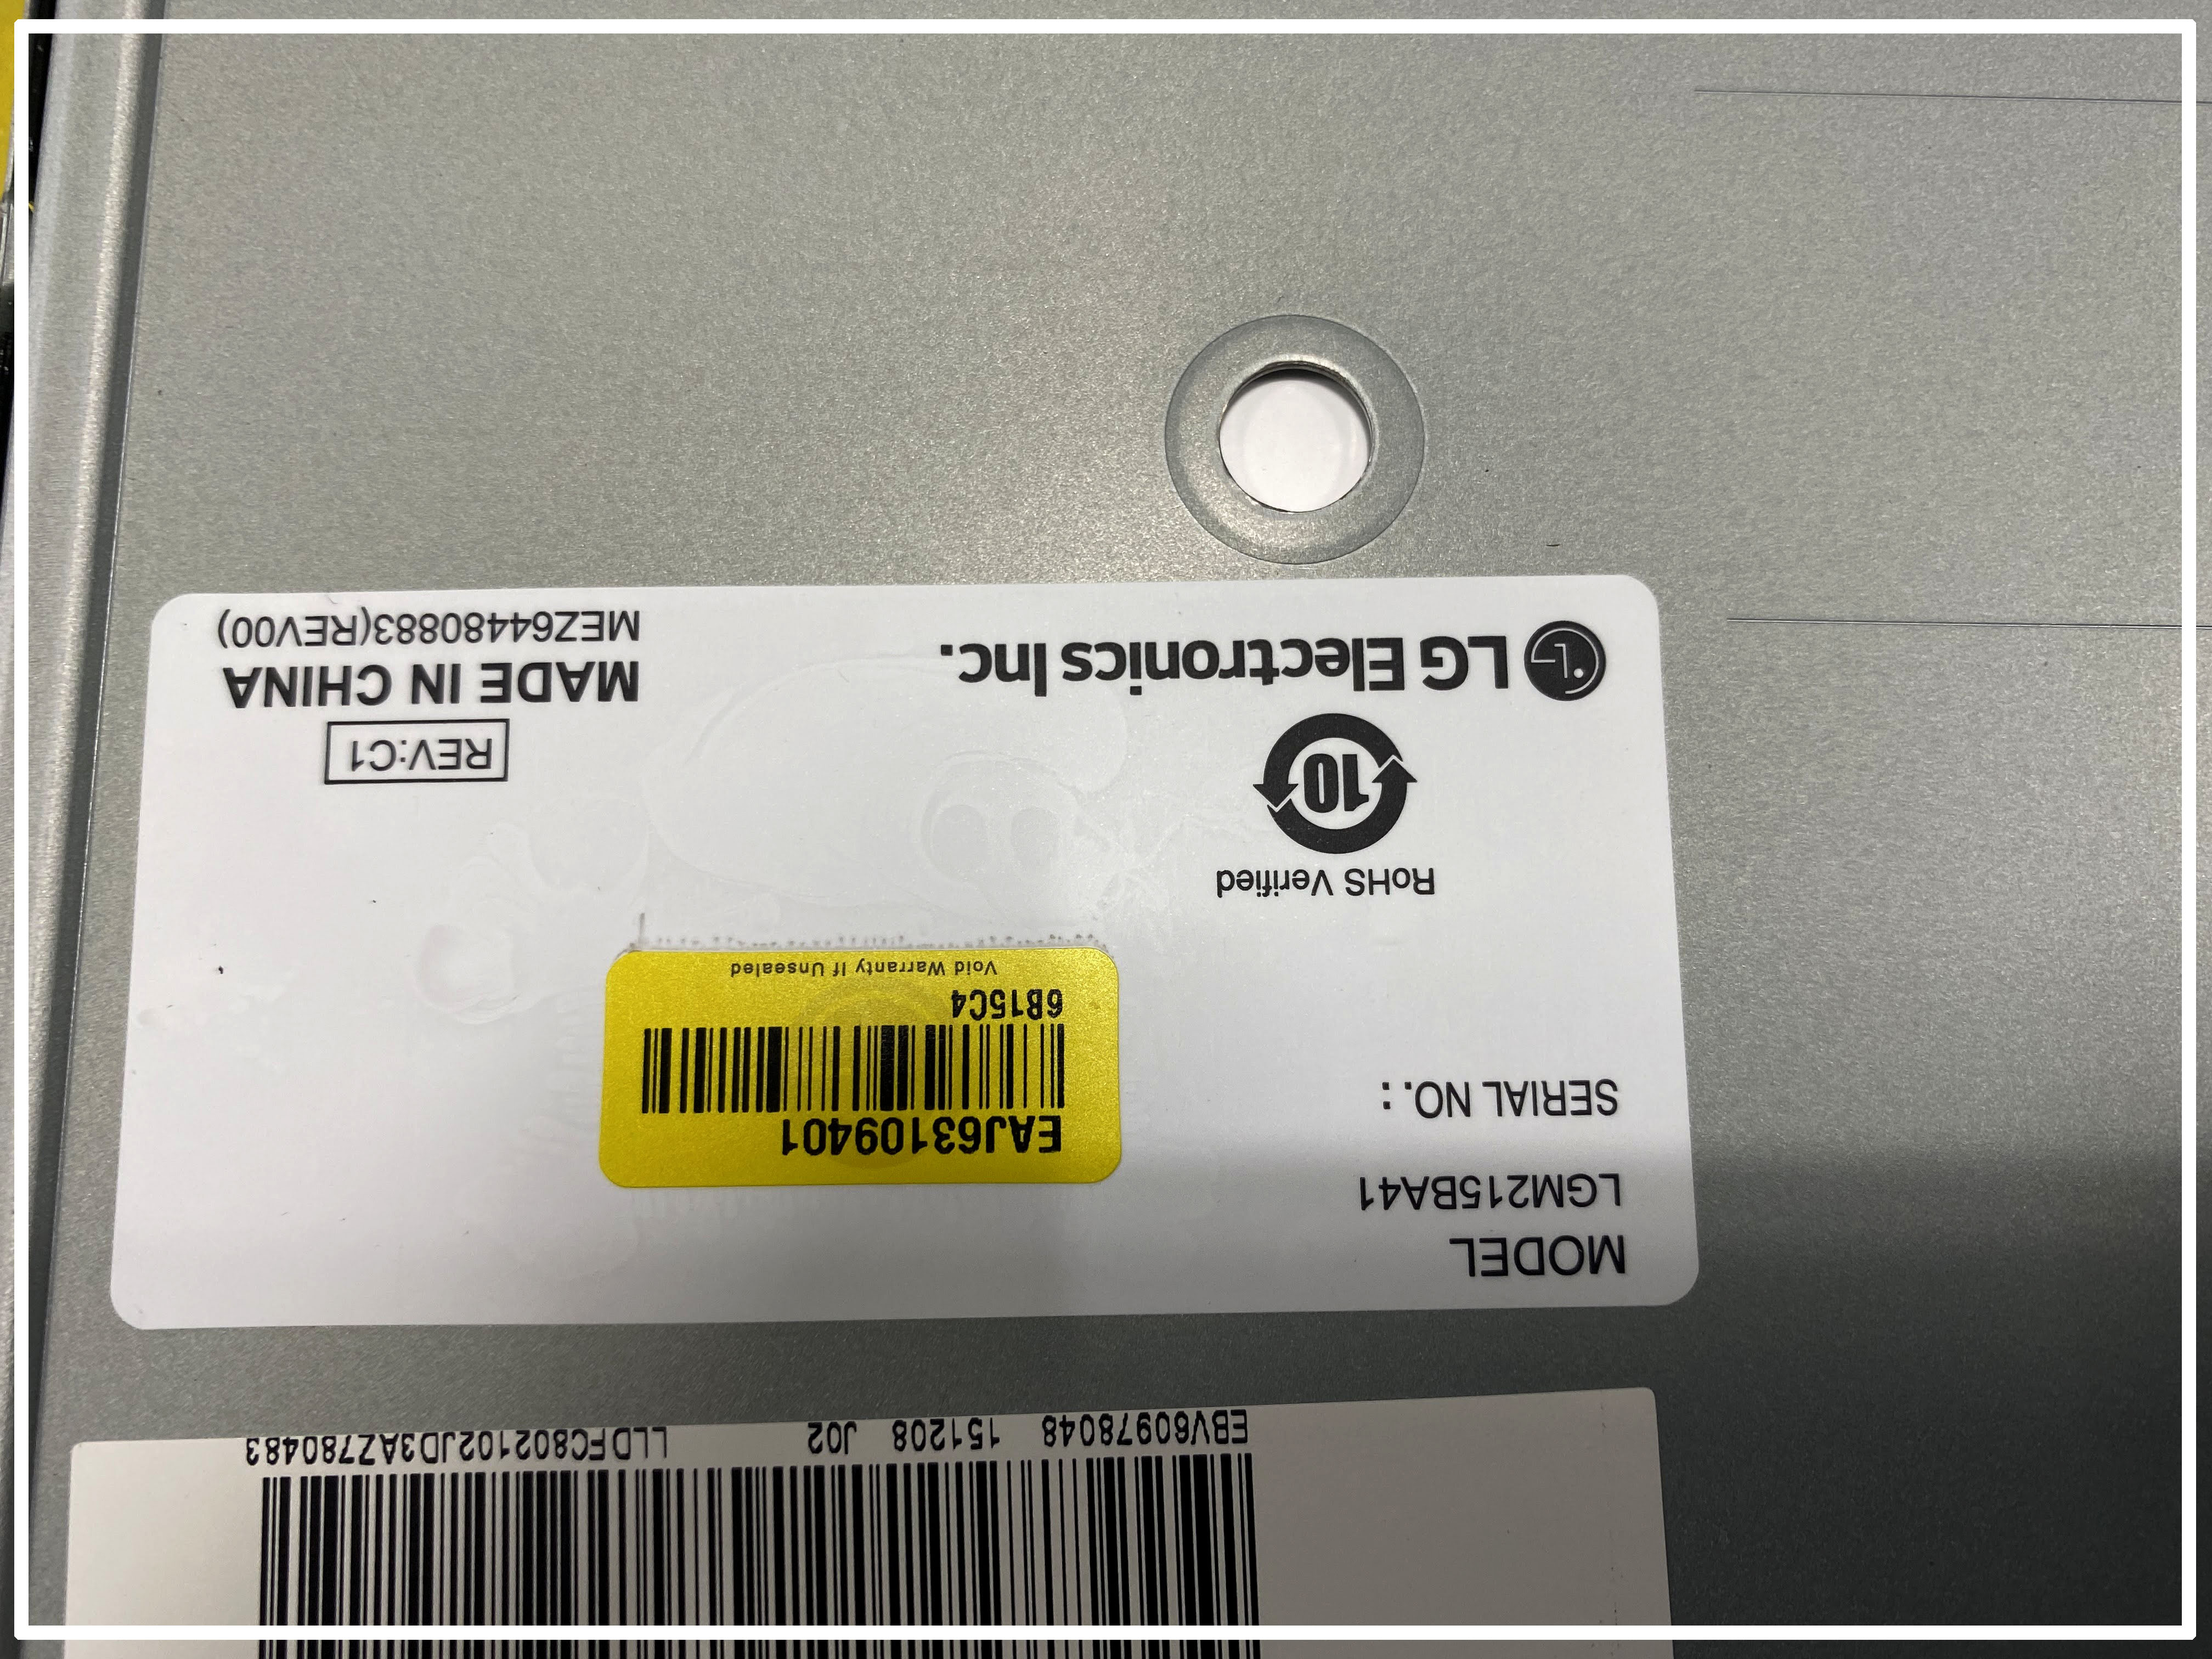 EBV60978048 151208 J02 LLDFC802102JD3AZ780483
MODEL
LGM215BA41
SERIAL NO. :
EAJ63109401
6B15C4
Void Warranty If Unsealed
RoHS Verified
10
REV:C1
LG Electronics Inc.
MADE IN CHINA
MEZ64480883(REV00)